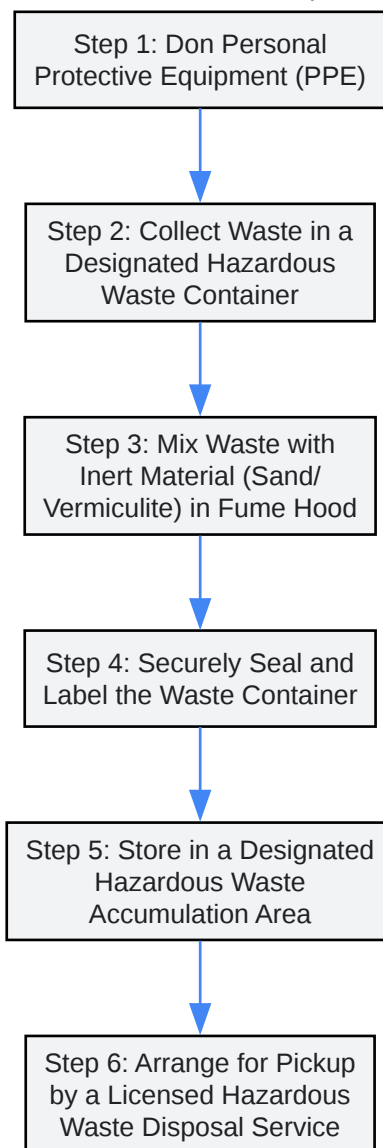 Step 1: Don Personal
Protective Equipment (PPE)
Step 2: Collect Waste in a
Designated Hazardous
Waste Container
Step 3: Mix Waste with
Inert Material (Sand/
Vermiculite) in Fume Hood
Step 4: Securely Seal and
Label the Waste Container
Step 5: Store in a Designated
Hazardous Waste
Accumulation Area
Step 6: Arrange for Pickup
by a Licensed Hazardous
Waste Disposal Service